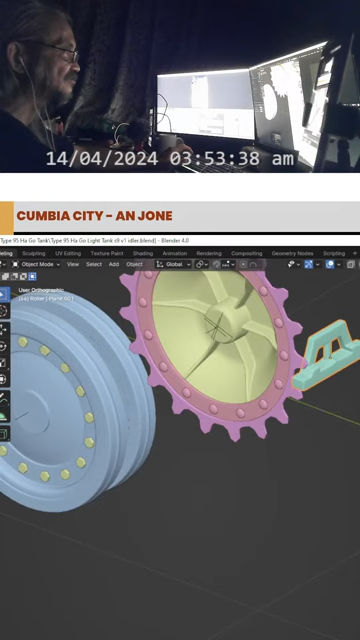 14/04/2024 03:53:38 am
CUMBIA CITY - AN JONE
Type 95 Ha Go Tank\Type 95 Ha Go Light Tank s9 v1 idler.blend] - Blender 4.0
Sculpting UV Editing Texture Paint Shading Animation Rendering Compositing Geometry Nodes Scripting
Object Mode View Select Add Object Global
User Orthographic